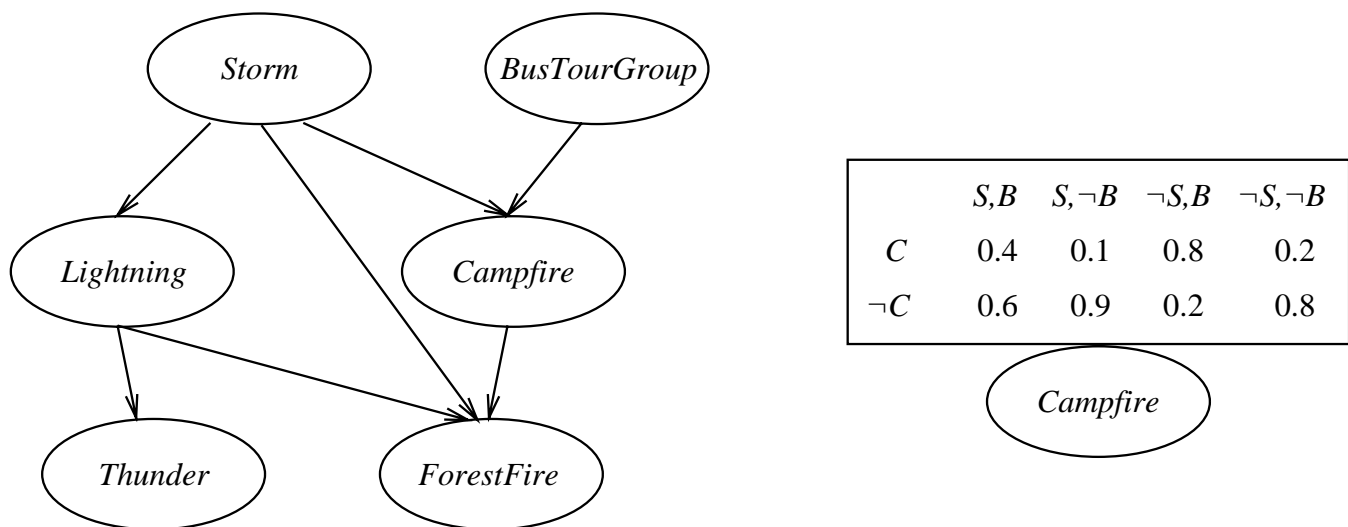 Storm
BusTourGroup
Lightning
Campfire
Thunder
ForestFire
S,B S,¬B ¬S,B ¬S,¬B
C 0.4 0.1 0.8 0.2
¬C 0.6 0.9 0.2 0.8
Campfire